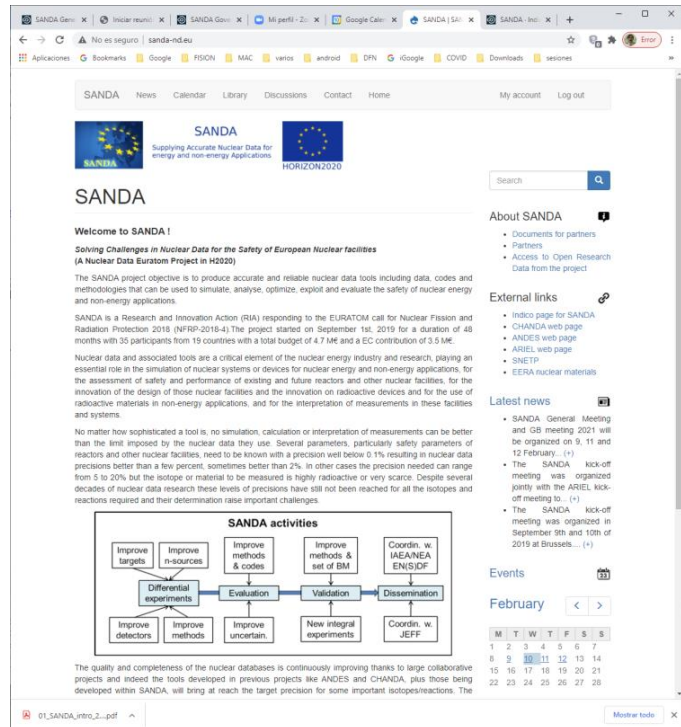 SANDA Gene
Iniciar reunió
SANDA Gove
Mi perfil - Zo
Google Calen
SANDA | SAN
SANDA - Indi
No es seguro | sanda-nd.eu
Error
Aplicaciones
Bookmarks
Google
FISION
MAC
varios
android
DFN
iGoogle
COVID
Downloads
sesiones
SANDA News Calendar Library Discussions Contact Home My account Log out
SANDA
SANDA
Supplying Accurate Nuclear Data for
energy and non-energy Applications
HORIZON2020
SANDA
Welcome to SANDA !
Solving Challenges in Nuclear Data for the Safety of European Nuclear facilities
(A Nuclear Data Euratom Project in H2020)
The SANDA project objective is to produce accurate and reliable nuclear data tools including data, codes and
methodologies that can be used to simulate, analyse, optimize, exploit and evaluate the safety of nuclear energy
and non-energy applications.
SANDA is a Research and Innovation Action (RIA) responding to the EURATOM call for Nuclear Fission and
Radiation Protection 2018 (NFRP-2018-4).The project started on September 1st, 2019 for a duration of 48
months with 35 participants from 19 countries with a total budget of 4.7 M€ and a EC contribution of 3.5 M€.
Nuclear data and associated tools are a critical element of the nuclear energy industry and research, playing an
essential role in the simulation of nuclear systems or devices for nuclear energy and non-energy applications, for
the assessment of safety and performance of existing and future reactors and other nuclear facilities, for the
innovation of the design of those nuclear facilities and the innovation on radioactive devices and for the use of
radioactive materials in non-energy applications, and for the interpretation of measurements in these facilities
and systems.
No matter how sophisticated a tool is, no simulation, calculation or interpretation of measurements can be better
than the limit imposed by the nuclear data they use. Several parameters, particularly safety parameters of
reactors and other nuclear facilities, need to be known with a precision well below 0.1% resulting in nuclear data
precisions better than a few percent, sometimes better than 2%. In other cases the precision needed can range
from 5 to 20% but the isotope or material to be measured is highly radioactive or very scarce. Despite several
decades of nuclear data research these levels of precisions have still not been reached for all the isotopes and
reactions required and their determination raise important challenges.
SANDA activities
Improve
targets
Improve
n-sources
Improve
methods
& codes
Improve
methods &
set of BM
Coordin. w.
IAEA/NEA
EN(S)DF
Differential
experiments
Evaluation
Validation
Dissemination
Improve
detectors
Improve
methods
Improve
uncertain.
New integral
experiments
Coordin. w.
JEFF
The quality and completeness of the nuclear databases is continuously improving thanks to large collaborative
projects and indeed the tools developed in previous projects like ANDES and CHANDA, plus those being
developed within SANDA, will bring at reach the target precision for some important isotopes/reactions. The
Search
About SANDA
Documents for partners
Partners
Access to Open Research
Data from the project
External links
Indico page for SANDA
CHANDA web page
ANDES web page
ARIEL web page
SNETP
EERA nuclear materials
Latest news
SANDA General Meeting
and GB meeting 2021 will
be organized on 9, 11 and
12 February... (+)
The SANDA kick-off
meeting was organized
jointly with the ARIEL kick-
off meeting to... (+)
The SANDA kick-off
meeting was organized in
September 9th and 10th of
2019 at Brussels.... (+)
Events
February
M T W T F S S
1 2 3 4 5 6 7
8 9 10 11 12 13 14
15 16 17 18 19 20 21
22 23 24 25 26 27 28
01_SANDA_intro_2....pdf
Mostrar todo